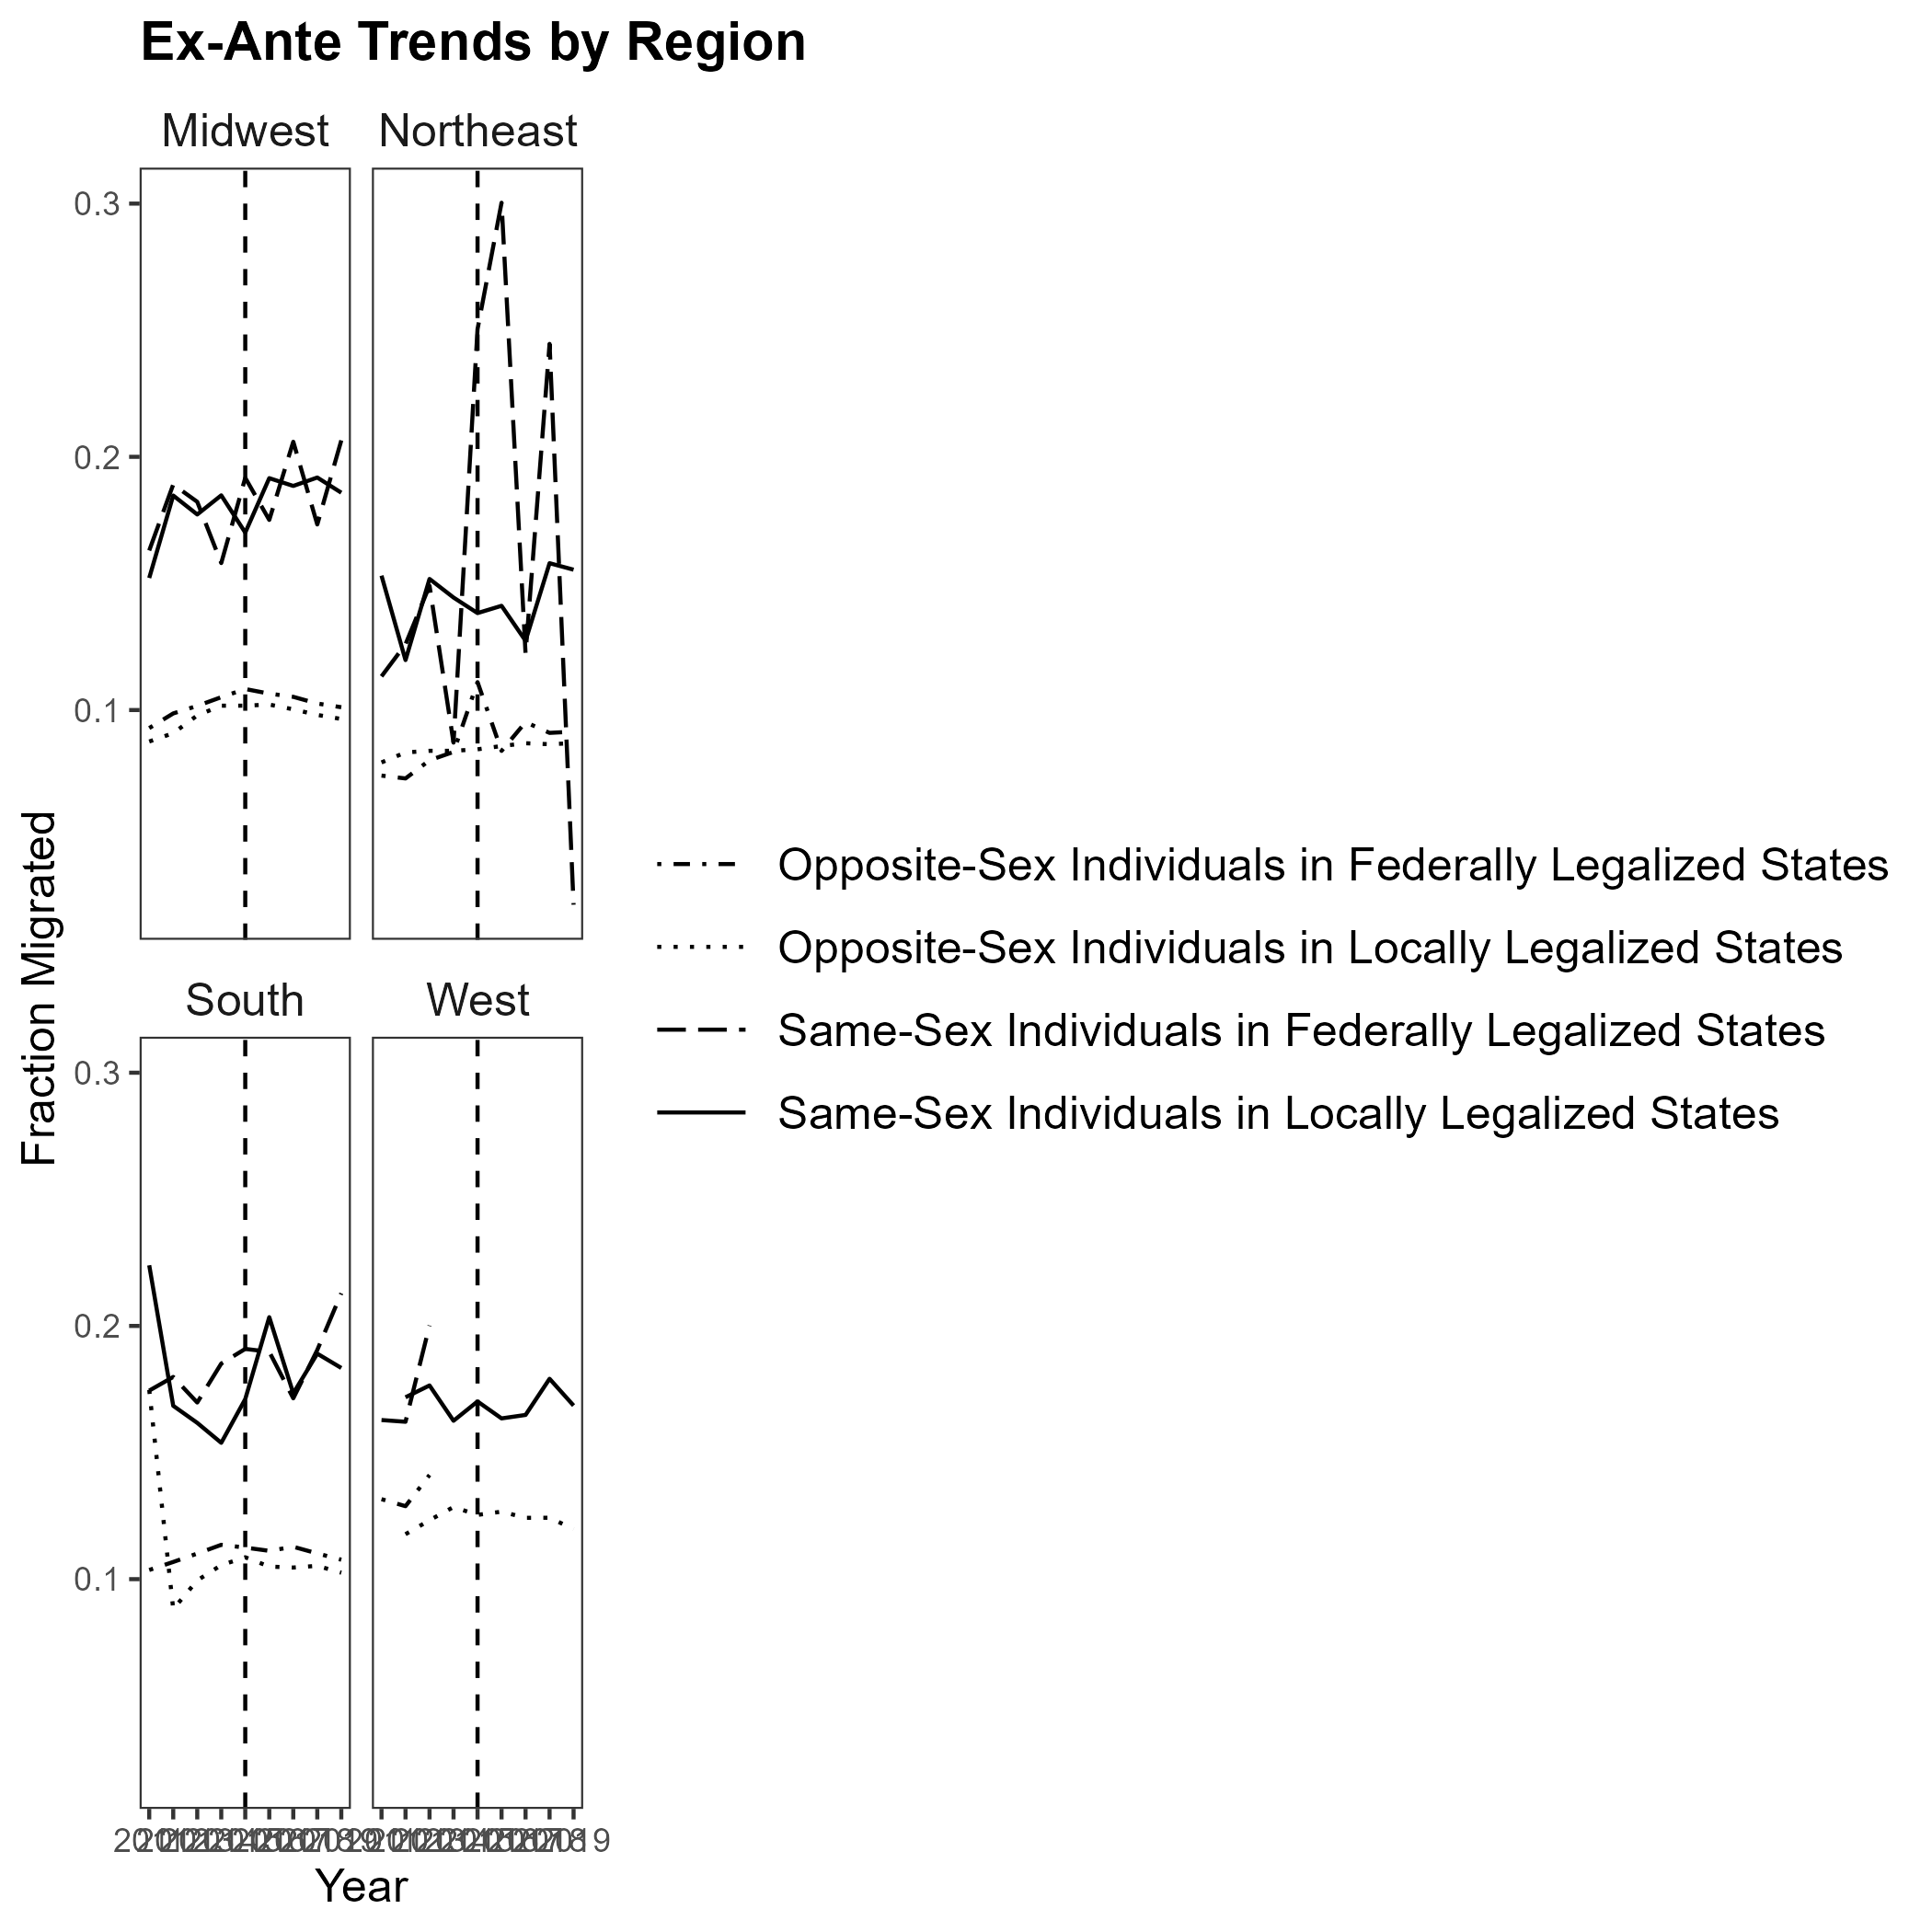 Ex-Ante Trends by Region
Midwest
Northeast
0.3
0.2
0.1
South
West
0.3
0.2
0.1
Fraction Migrated
Year
Opposite-Sex Individuals in Federally Legalized States
Opposite-Sex Individuals in Locally Legalized States
Same-Sex Individuals in Federally Legalized States
Same-Sex Individuals in Locally Legalized States